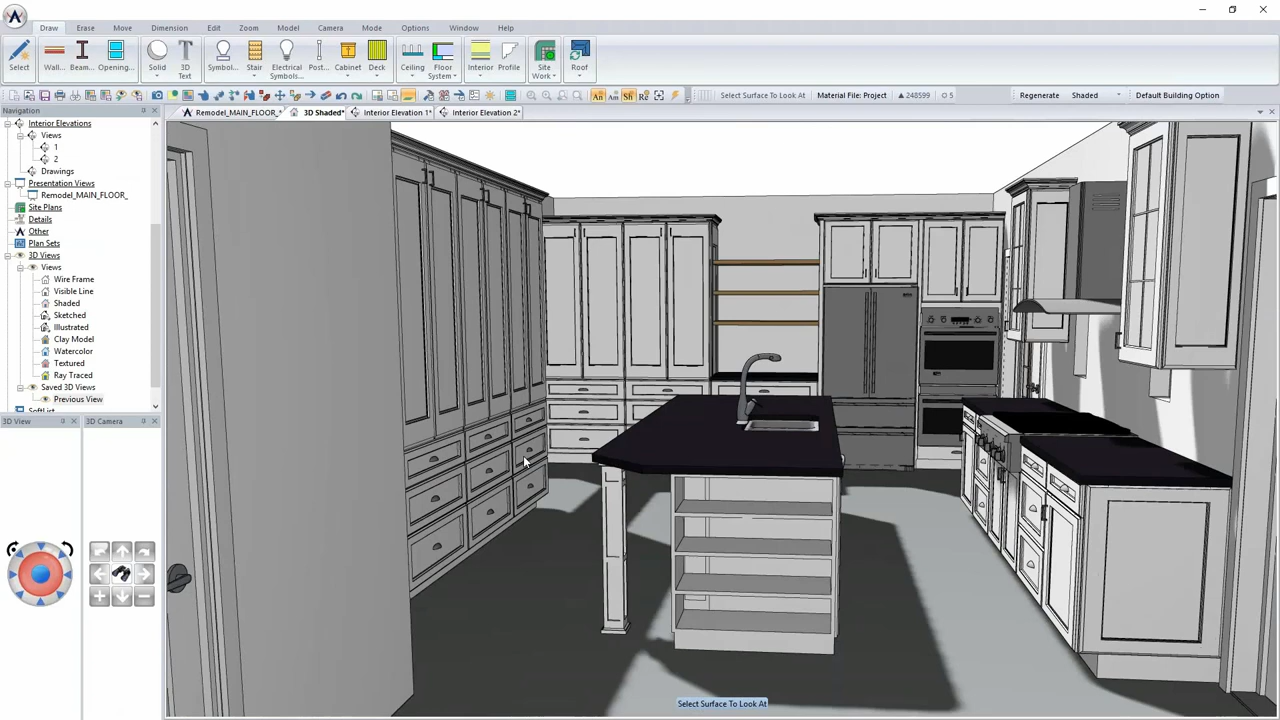 Draw Erase Move Dimension Edit Zoom Model Camera Mode Options Window Help
Select Wall... Beam... Opening... Solid 3D Text Symbol... Stair Electrical Symbols... Post... Cabinet Deck Ceiling Floor System Interior Profile Site Work Roof
Select Surface To Look At Material File: Project 248599 5 Regenerate Shaded Default Building Option
Navigation
Remodel_MAIN_FLOOR_* 3D Shaded* Interior Elevation 1* Interior Elevation 2*
Interior Elevations
Views
1
2
Drawings
Presentation Views
Remodel_MAIN_FLOOR_
Site Plans
Details
Other
Plan Sets
3D Views
Views
Wire Frame
Visible Line
Shaded
Sketched
Illustrated
Clay Model
Watercolor
Textured
Ray Traced
Saved 3D Views
Previous View
3D View 3D Camera
Select Surface To Look At